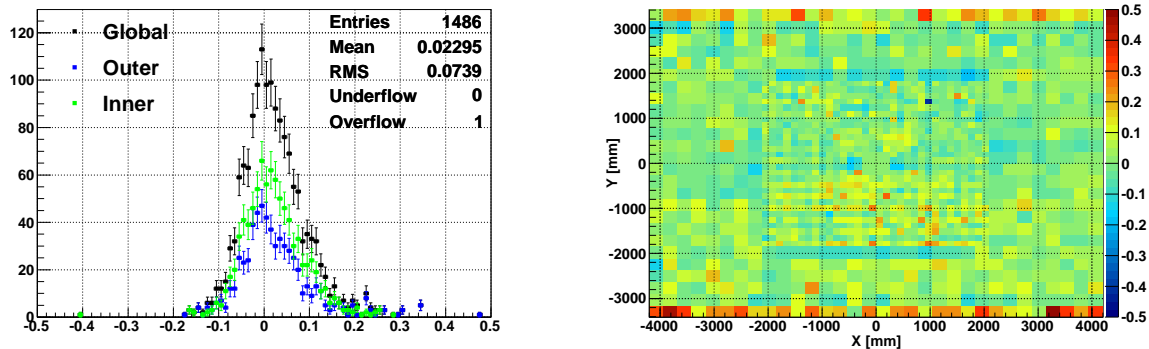 Global
Outer
Inner
Entries 1486
Mean 0.02295
RMS 0.0739
Underflow 0
Overflow 1
120
100
80
60
40
20
0
-0.5 -0.4 -0.3 -0.2 -0.1 0 0.1 0.2 0.3 0.4 0.5
Y [mm]
3000
2000
1000
0
-1000
-2000
-3000
-4000 -3000 -2000 -1000 0 1000 2000 3000 4000
X [mm]
0.5
0.4
0.3
0.2
0.1
0
-0.1
-0.2
-0.3
-0.4
-0.5